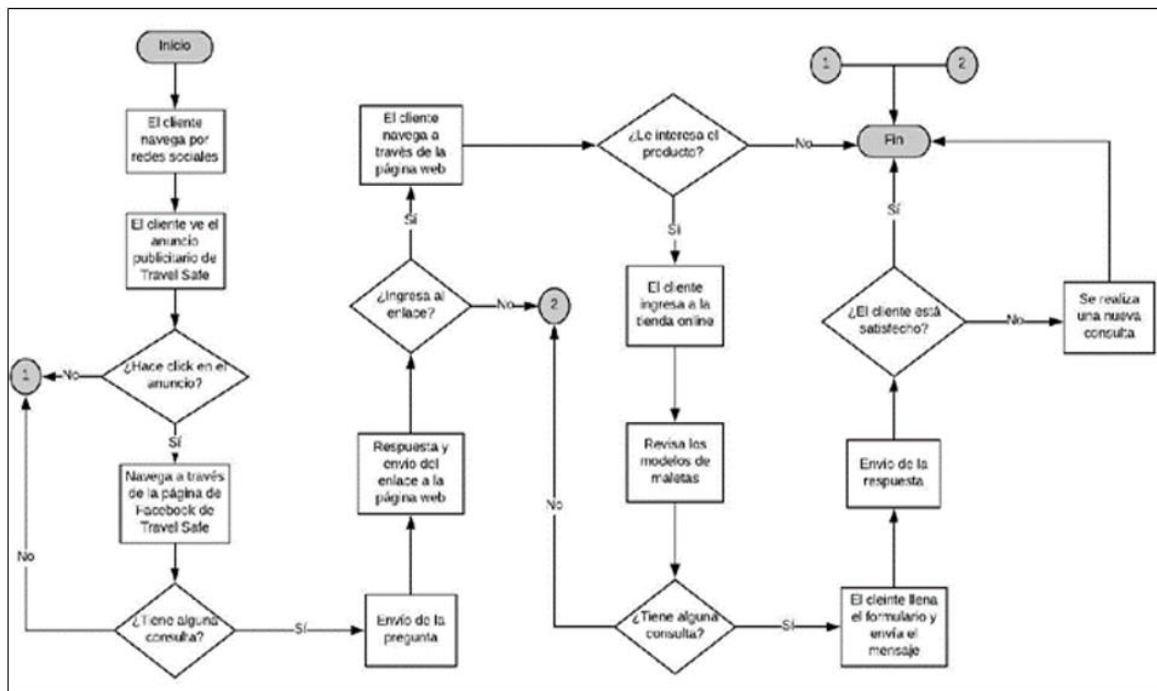 Inicio
El cliente
navega por
redes sociales
El cliente ve el
anuncio
publicitario de
Travel Safe
¿Hace click en el
anuncio?
No
1
Sí
Navega a través
de la página de
Facebook de
Travel Safe
No
¿Tiene alguna
consulta?
Sí
Envío de la
pregunta
Respuesta y
envío del
enlace a la
página web
¿Ingresa al
enlace?
No
2
Sí
El cliente
navega a
través de la
página web
¿Le interesa el
producto?
No
Sí
El cliente
ingresa a la
tienda online
Revisa los
modelos de
maletas
¿Tiene alguna
consulta?
No
Sí
El cleinte llena
el formulario y
envía el
mensaje
Envío de la
respuesta
¿El cliente está
satisfecho?
No
Se realiza
una nueva
consulta
Sí
Fin
1
2